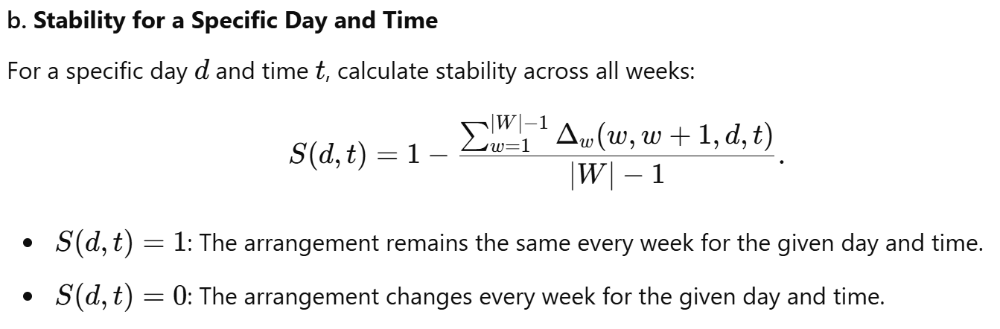 b. Stability for a Specific Day and Time
For a specific day d and time t, calculate stability across all weeks:
S(d, t) = 1 − \frac{\sum_{w=1}^{|W|−1} Δ_w(w, w + 1, d, t)}{|W| − 1}.
• S(d, t) = 1: The arrangement remains the same every week for the given day and time.
• S(d, t) = 0: The arrangement changes every week for the given day and time.